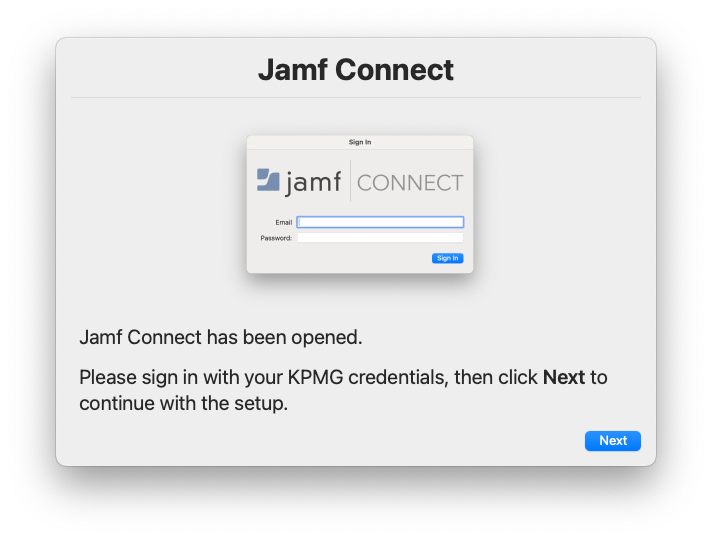 Jamf Connect
Sign In
jamf CONNECT
Email
Password:
Sign In
Jamf Connect has been opened.
Please sign in with your KPMG credentials, then click Next to
continue with the setup.
Next